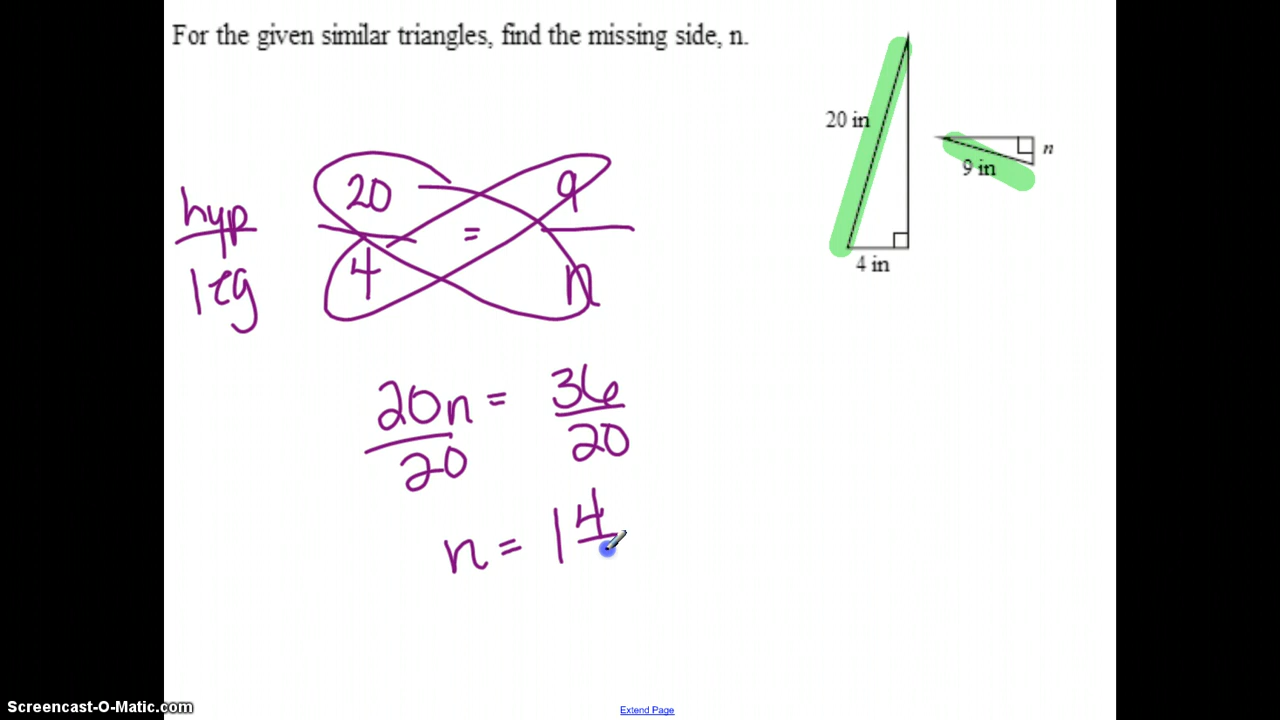 For the given similar triangles, find the missing side, n.
20 in
n
9 in
4 in
hyp
leg
20 = 9
4 n
20n = 36
20 20
n = 1 4
Extend Page
Screencast-O-Matic.com